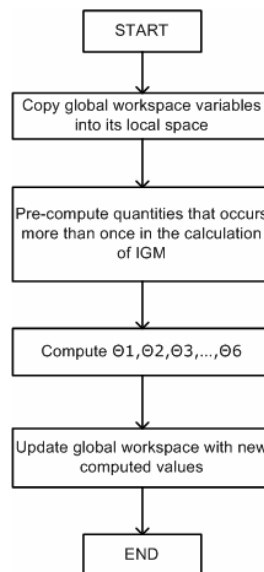 START
Copy global workspace variables
into its local space
Pre-compute quantities that occurs
more than once in the calculation
of IGM
Compute Θ1,Θ2,Θ3,...,Θ6
Update global workspace with new
computed values
END